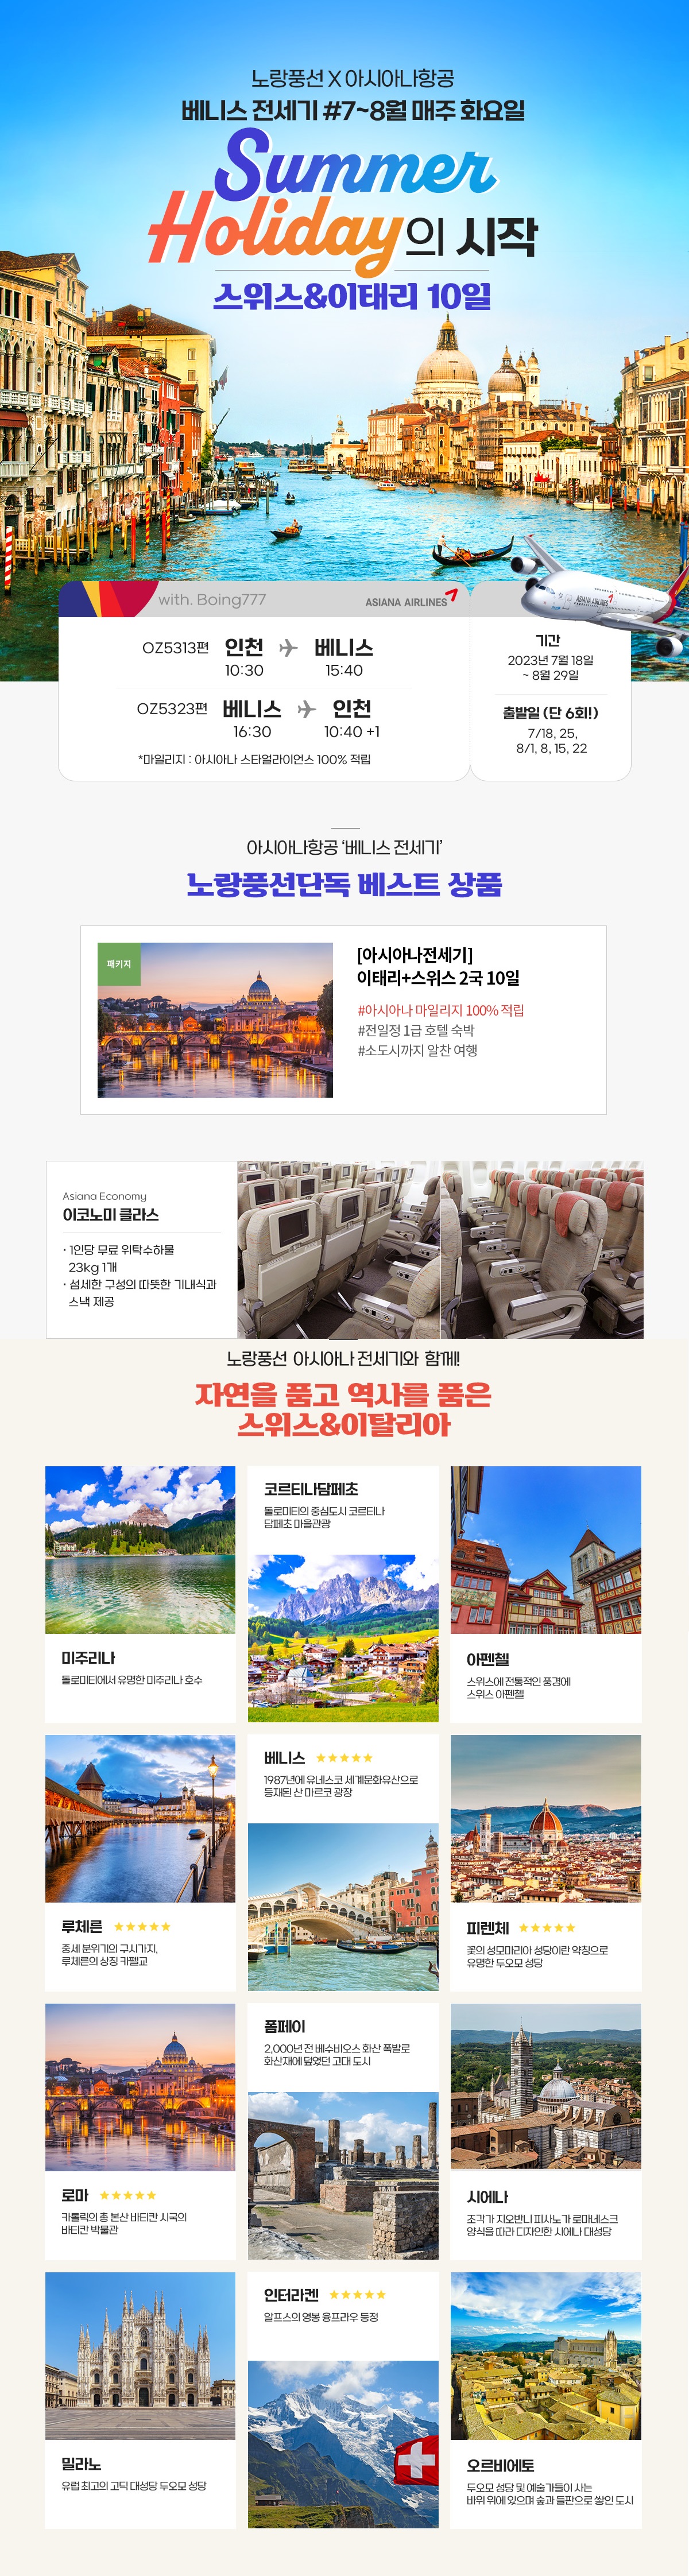 노랑풍선 X 아시아나항공
베니스 전세기 #7~8월 매주 화요일
Summer
Holiday의 시작
스위스&이태리 10일
with. Boing777
ASIANA AIRLINES
OZ5313편 인천 베니스
10:30 15:40
OZ5323편 베니스 인천
16:30 10:40 +1
*마일리지 : 아시아나 스타얼라이언스 100% 적립
ASIANA AIRLINES
기간
2023년 7월 18일
~ 8월 29일
출발일 (단 6회!)
7/18, 25,
8/1, 8, 15, 22
아시아나항공 ‘베니스 전세기’
노랑풍선단독 베스트 상품
패키지
[아시아나전세기]
이태리+스위스 2국 10일
#아시아나 마일리지 100% 적립
#전일정 1급 호텔 숙박
#소도시까지 알찬 여행
Asiana Economy
이코노미 클라스
· 1인당 무료 위탁수하물
23kg 1개
· 섬세한 구성의 따뜻한 기내식과
스낵 제공
노랑풍선 아시아나 전세기와 함께!
자연을 품고 역사를 품은
스위스&이탈리아
미주리나
돌로미티에서 유명한 미주리나 호수
코르티나담페초
돌로미티의 중심도시 코르티나
담페초 마을관광
아펜첼
스위스에 전통적인 풍경에
스위스 아펜첼
루체른 ★★★★★
중세 분위기의 구시가지,
루체른의 상징 카펠교
베니스 ★★★★★
1987년에 유네스코 세계문화유산으로
등재된 산 마르코 광장
피렌체 ★★★★★
꽃의 성모마리아 성당이란 약칭으로
유명한 두오모 성당
로마 ★★★★★
카톨릭의 총 본산 바티칸 시국의
바티칸 박물관
폼페이
2,000년 전 베수비오스 화산 폭발로
화산재에 덮였던 고대 도시
시에나
조각가 지오반니 피사노가 로마네스크
양식을 따라 디자인한 시에나 대성당
밀라노
유럽 최고의 고딕 대성당 두오모 성당
인터라켄 ★★★★★
알프스의 영봉 융프라우 등정
오르비에토
두오모 성당 및 예술가들이 사는
바위 위에 있으며 숲과 들판으로 쌓인 도시